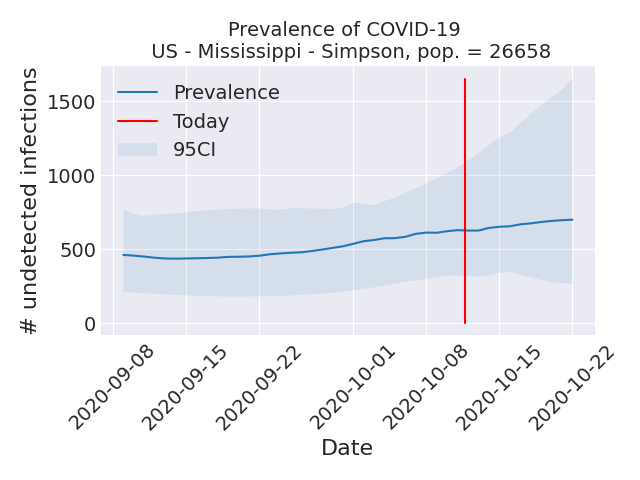 Prevalence of COVID-19
US - Mississippi - Simpson, pop. = 26658
# undetected infections
1500
1000
500
0
Prevalence
Today
95CI
2020-09-08
2020-09-15
2020-09-22
2020-10-01
2020-10-08
2020-10-15
2020-10-22
Date